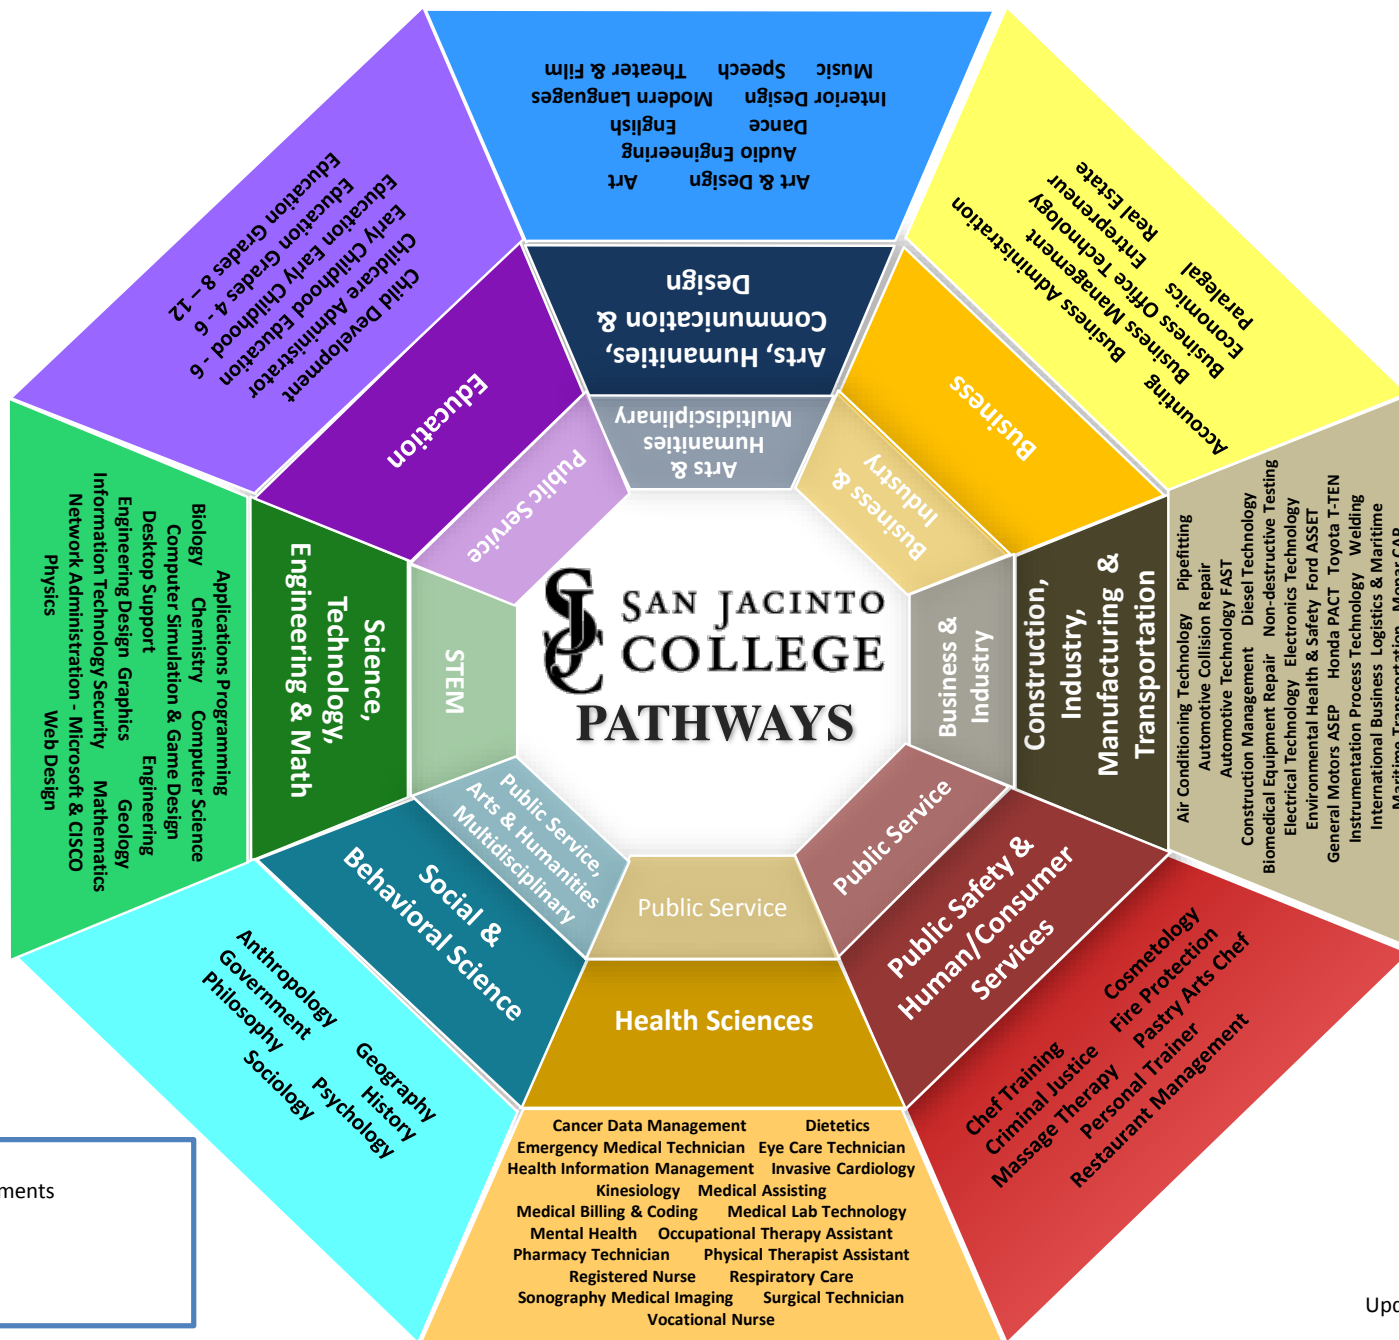 SAN JACINTO
COLLEGE
PATHWAYS
Music Speech Theater & Film
Interior Design Modern Languages
Dance English
Audio Engineering
Art & Design Art
Arts, Humanities,
Communication &
Design
Arts &
Humanities
Multidisciplinary
Accounting
Business Administration
Business Management
Business Office Technology
Economics Entrepreneur
Paralegal Real Estate
Business
Business &
Industry
Air Conditioning Technology Pipefitting
Automotive Collision Repair
Automotive Technology FAST
Construction Management Diesel Technology
Biomedical Equipment Repair Non-destructive Testing
Electrical Technology Electronics Technology
Environmental Health & Safety Ford ASSET
General Motors ASEP Honda PACT Toyota T-TEN
Instrumentation Process Technology Welding
International Business Logistics & Maritime
Maritime Transportation Mopar CAP
Construction,
Industry,
Manufacturing &
Transportation
Business &
Industry
Chef Training Cosmetology
Criminal Justice Fire Protection
Massage Therapy Pastry Arts Chef
Personal Trainer
Restaurant Management
Public Safety &
Human/Consumer
Services
Public Service
Public Service
Health Sciences
Cancer Data Management Dietetics
Emergency Medical Technician Eye Care Technician
Health Information Management Invasive Cardiology
Kinesiology Medical Assisting
Medical Billing & Coding Medical Lab Technology
Mental Health Occupational Therapy Assistant
Pharmacy Technician Physical Therapist Assistant
Registered Nurse Respiratory Care
Sonography Medical Imaging Surgical Technician
Vocational Nurse
Public Service,
Arts & Humanities
Multidisciplinary
Social &
Behavioral Science
Anthropology Geography
Government History
Philosophy Psychology
Sociology
STEM
Science,
Technology,
Engineering & Math
Applications Programming
Biology Chemistry Computer Science
Computer Simulation & Game Design
Desktop Support Engineering
Engineering Design Graphics Geology
Information Technology Security Mathematics
Network Administration - Microsoft & CISCO
Physics Web Design
Public Service
Education
Child Development
Childcare Administrator
Early Childhood Education
Education Early Childhood - 6
Education Grades 4 - 6
Education Grades 8 – 12
ments
Upd